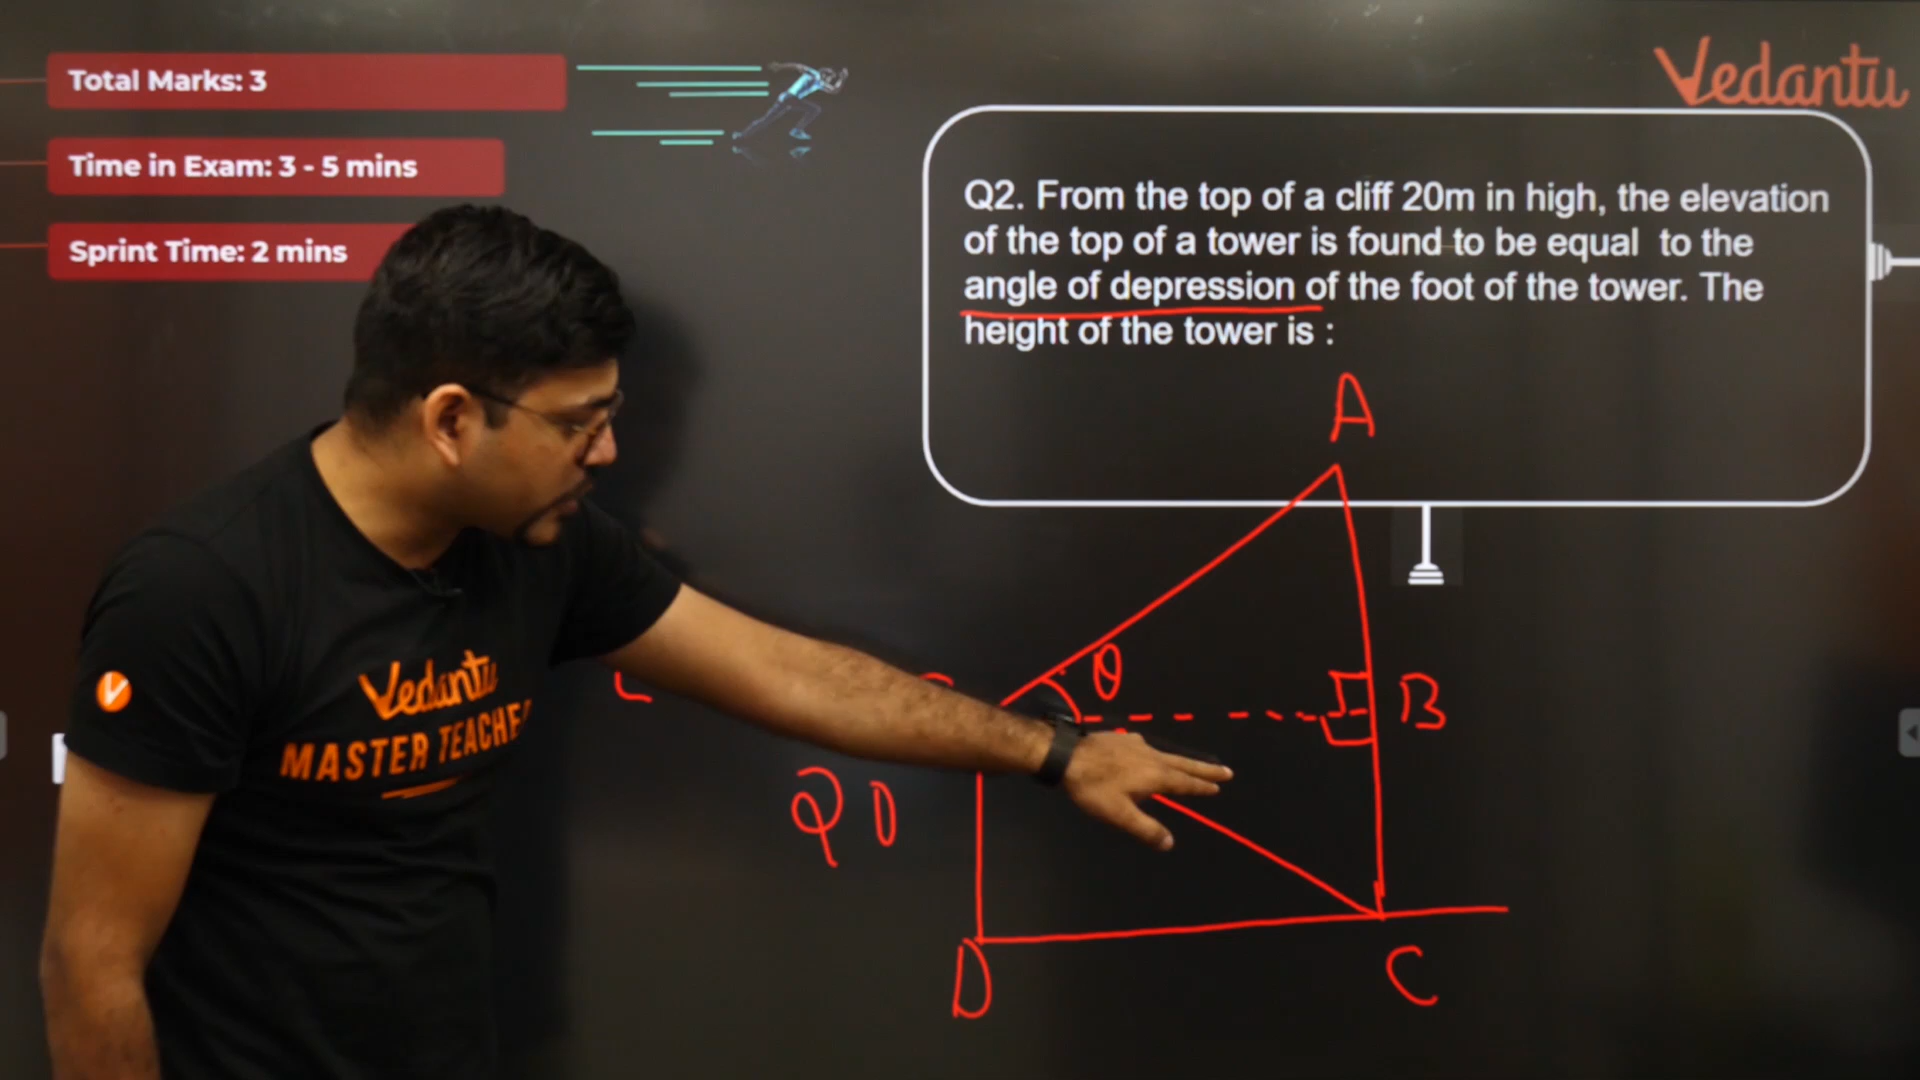 Total Marks: 3
Time in Exam: 3 - 5 mins
Sprint Time: 2 mins
Vedantu
Q2. From the top of a cliff 20m in high, the elevation
of the top of a tower is found to be equal to the
angle of depression of the foot of the tower. The
height of the tower is :
A
θ
B
D
C
Vedantu
MASTER TEACHER